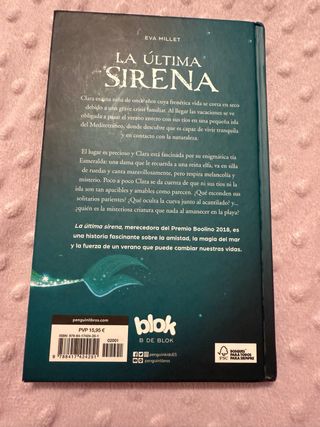 EVA MILLET
LA ÚLTIMA
SIRENA
Clara es una niña de once años cuya frenética vida se corta en seco
debido a una grave crisis familiar. Al llegar las vacaciones se ve
obligada a pasar el verano entero con sus tíos en una pequeña isla
del Mediterráneo, donde descubre que es capaz de vivir tranquila
y en contacto con la naturaleza.
El lugar es precioso y Clara está fascinada por su enigmática tía
Esmeralda: una dama que le recuerda a una reina elfa, va en silla
de ruedas y canta maravillosamente, pero respira melancolía y
misterio. Poco a poco Clara se da cuenta de que ni sus tíos ni la
isla son tan apacibles y amables como parecen. ¿Qué esconden sus
solitarios parientes? ¿Qué oculta la cueva junto al acantilado? ¿Y...,
¿quién es la misteriosa criatura que nada al amanecer en la playa?
La última sirena, merecedora del Premio Boolino 2018, es
una historia fascinante sobre la amistad, la magia del mar
y la fuerza de un verano que puede cambiar nuestras vidas.
penguinlibros.com
PVP 15,95 €
02001
blok
B DE BLOK
penguinkidsES
penguinlibros
FSC